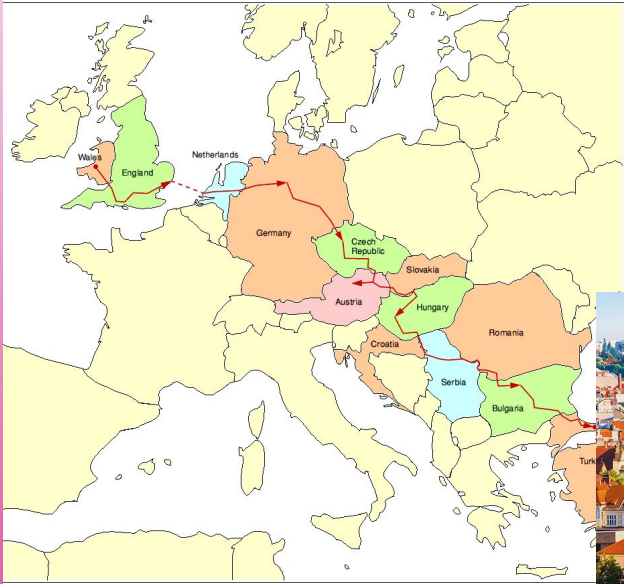 Netherlands
Wales
England
Germany
Czech
Republic
Slovakia
Austria
Hungary
Romania
Croatia
Serbia
Bulgaria
Turk